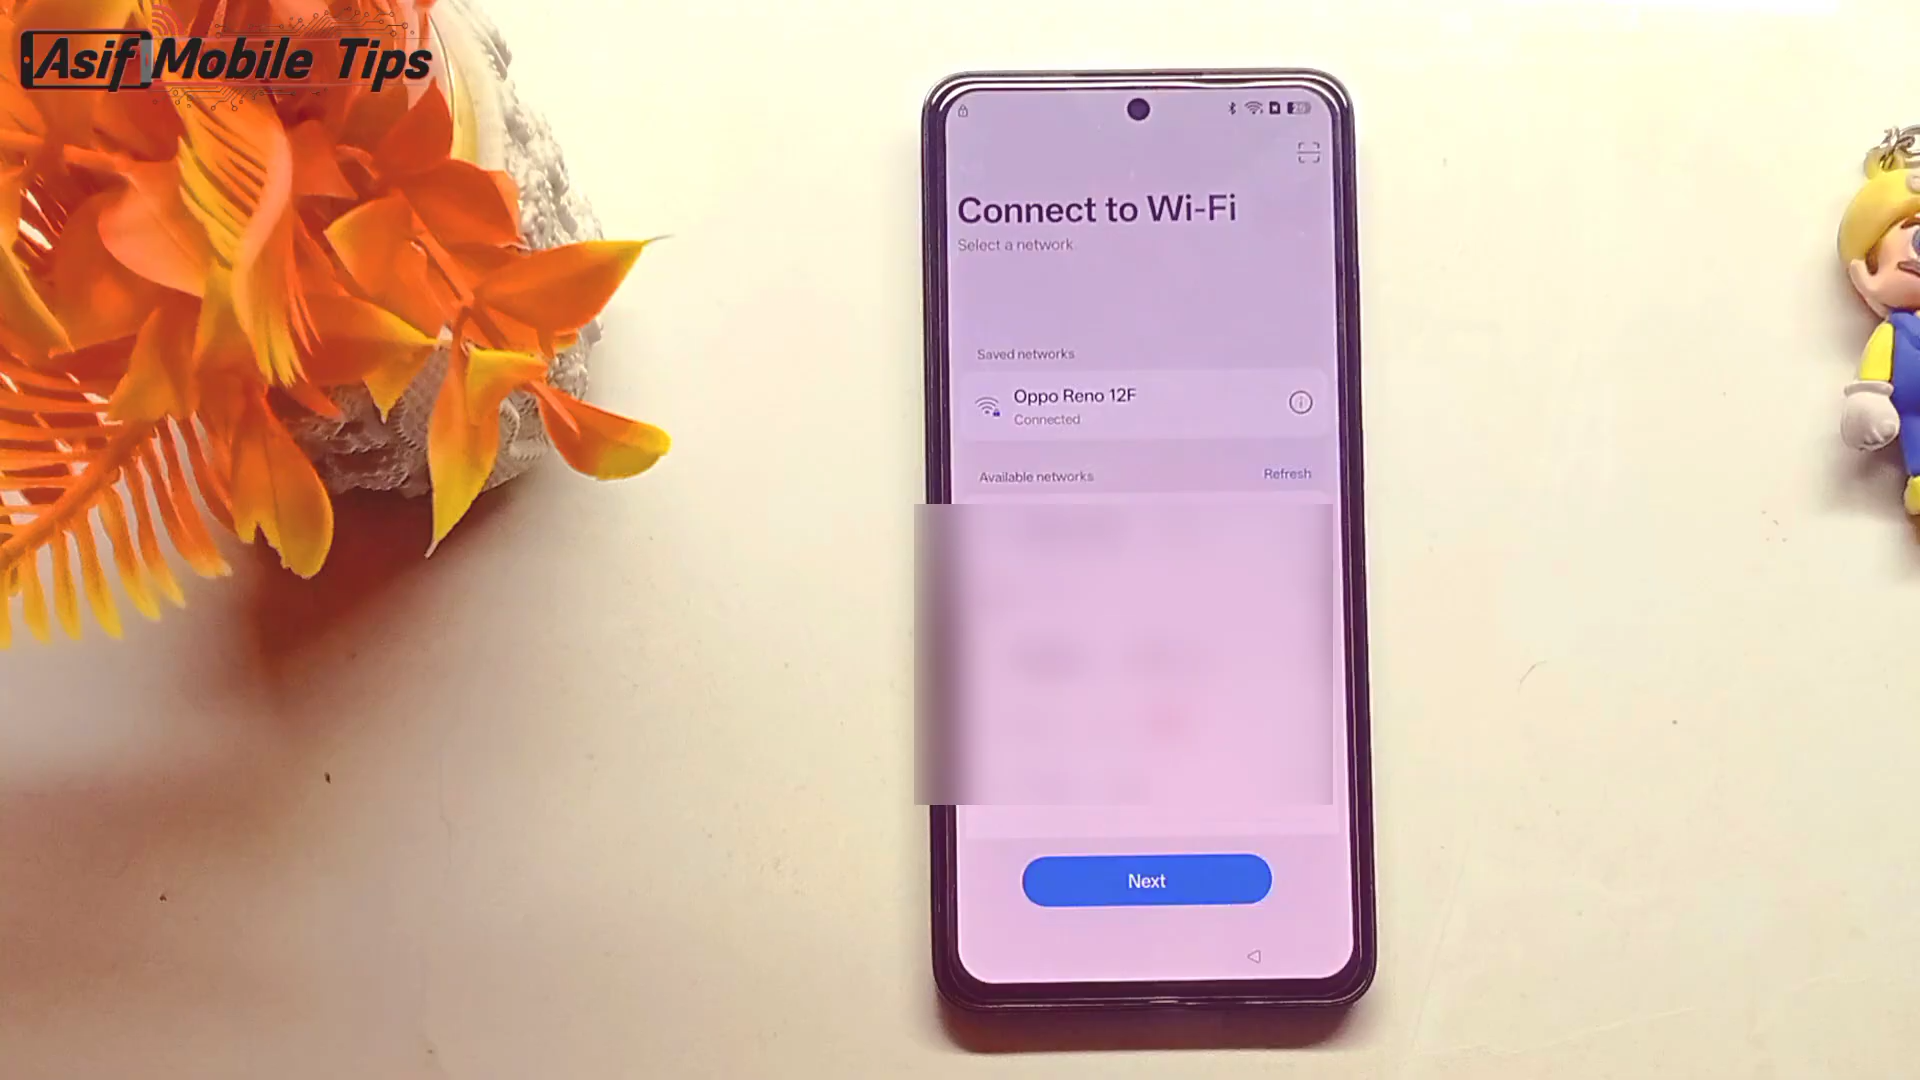 Asif Mobile Tips
Connect to Wi-Fi
Select a network
Saved networks
Oppo Reno 12F
Connected
Available networks
Refresh
Next